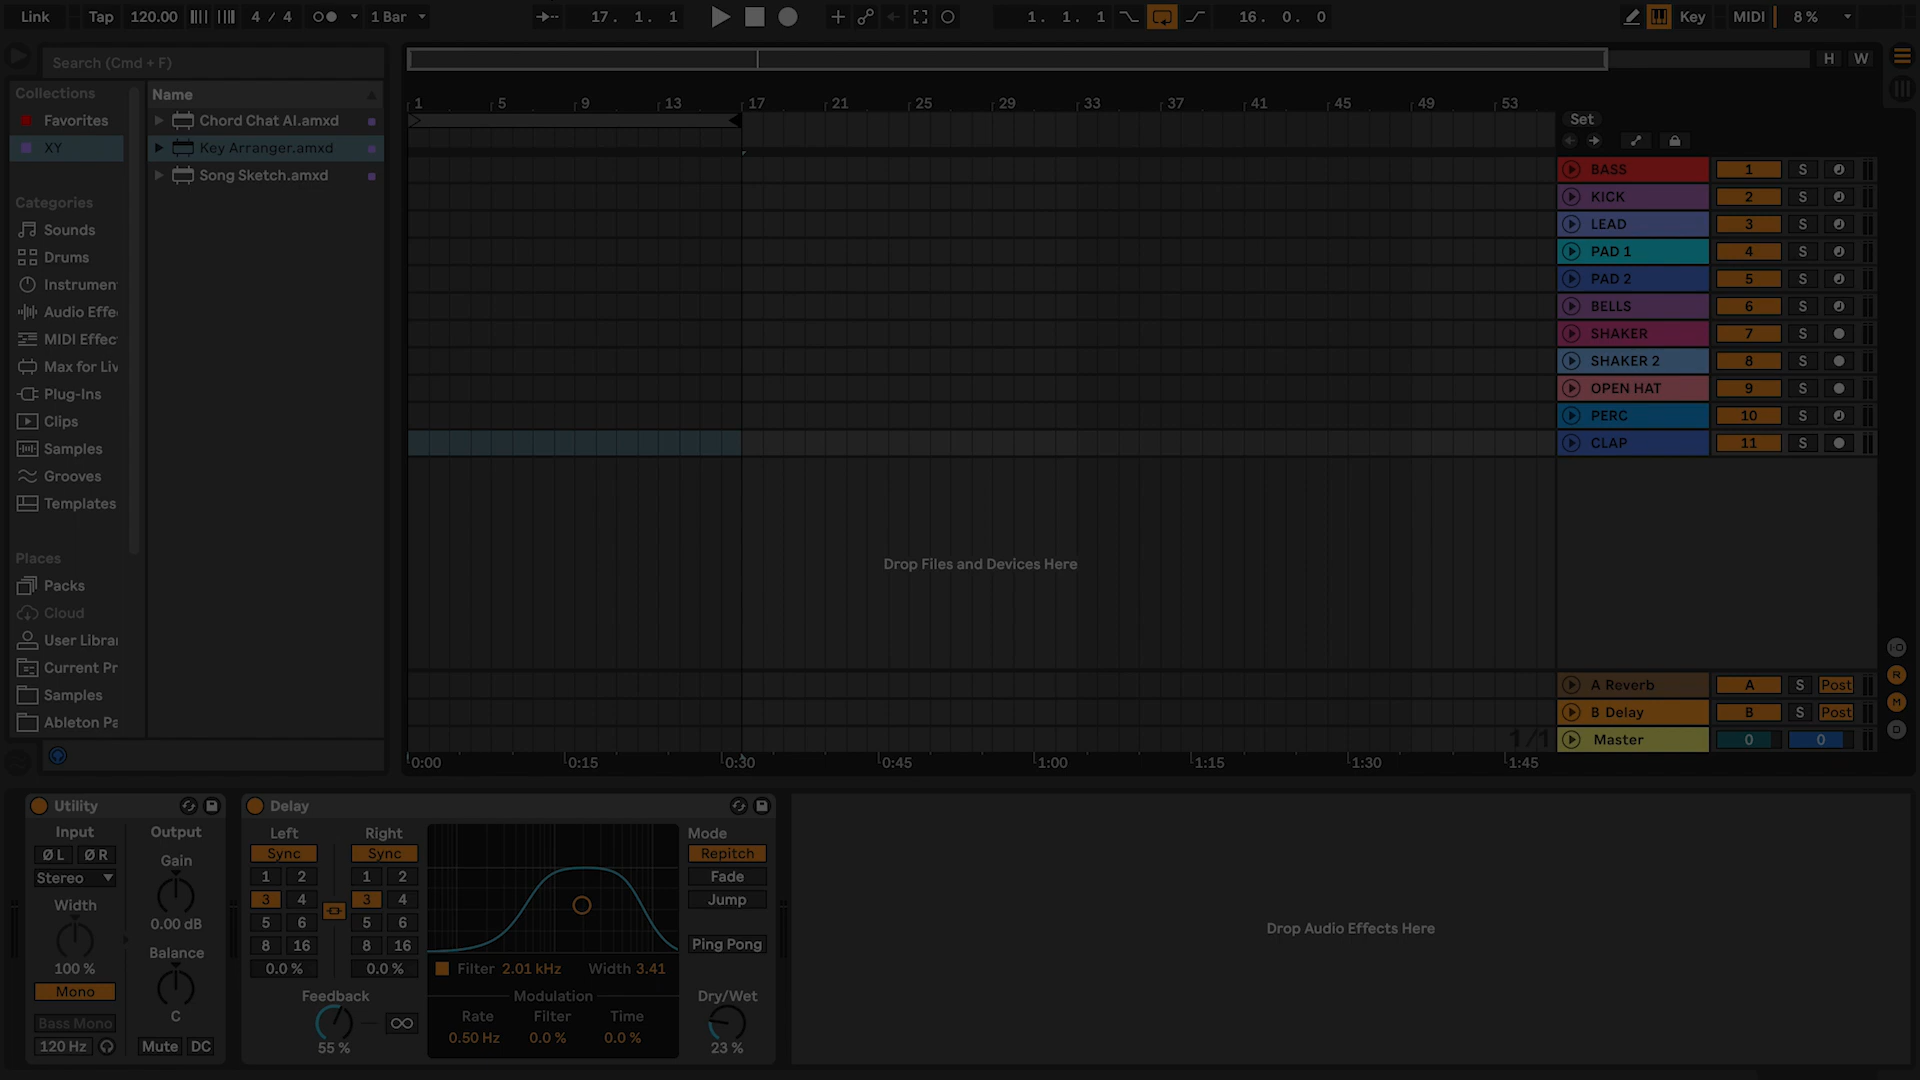 Link Tap 120.00 4 / 4 1 Bar 17. 1. 1 1. 1. 1 16. 0. 0 Key MIDI 8 %
Search (Cmd + F) H W
Collections
Favorites
XY
Name
Chord Chat AI.amxd
Key Arranger.amxd
Song Sketch.amxd
Categories
Sounds
Drums
Instrumen
Audio Effe
MIDI Effec
Max for Liv
Plug-Ins
Clips
Samples
Grooves
Templates
Places
Packs
Cloud
User Libra
Current Pr
Samples
Ableton Pa
1 5 9 13 17 21 25 29 33 37 41 45 49 53
Set
BASS 1 S
KICK 2 S
LEAD 3 S
PAD 1 4 S
PAD 2 5 S
BELLS 6 S
SHAKER 7 S
SHAKER 2 8 S
OPEN HAT 9 S
PERC 10 S
CLAP 11 S
Drop Files and Devices Here
A Reverb A S Post
B Delay B S Post
1/1 Master 0 0
I-O
R
M
D
0:00 0:15 0:30 0:45 1:00 1:15 1:30 1:45
Utility
Input Output
Ø L Ø R Gain
Stereo
Width 0.00 dB
Balance
100 %
Mono
C
Bass Mono
120 Hz Mute DC
Delay
Left Right
Sync Sync
1 2 1 2
3 4 3 4
5 6 5 6
8 16 8 16
0.0 % 0.0 %
Feedback
55 %
Filter 2.01 kHz Width 3.41
Modulation
Rate Filter Time
0.50 Hz 0.0 % 0.0 %
Mode
Repitch
Fade
Jump
Ping Pong
Dry/Wet
23 %
Drop Audio Effects Here